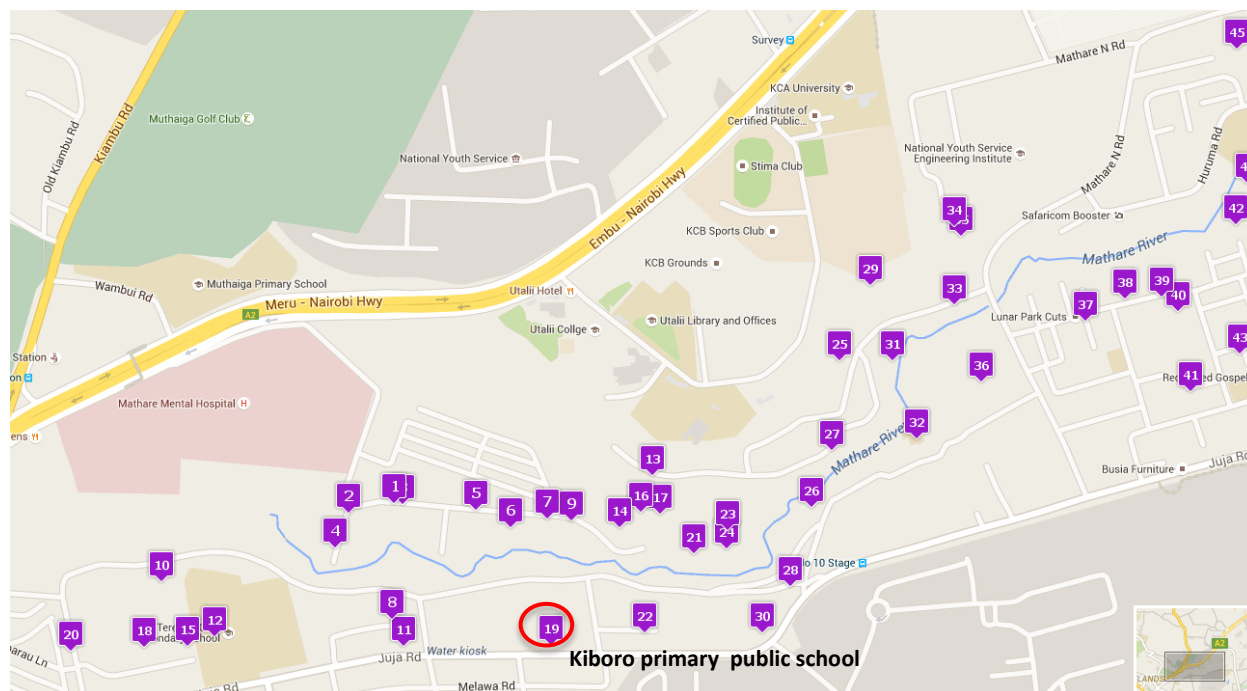 Survey
45
Mathare N Rd
KCA University
Institute of
Certified Public...
Kiambu Rd
Old Kiambu Rd
Muthaiga Golf Club
National Youth Service
Stima Club
National Youth Service
Engineering Institute
Mathare N Rd
Huruma Rd
Embu - Nairobi Hwy
34
42
Safaricom Booster
KCB Sports Club
Mathare River
KCB Grounds
29
Wambui Rd
Muthaiga Primary School
Meru - Nairobi Hwy
A2
Utalii Hotel
33
38
39
40
37
Lunar Park Cuts
Utalii Collge
Utalii Library and Offices
25
31
43
Station
36
41
Mathare Mental Hospital
32
27
Mathare River
13
Busia Furniture
Juja Rd
1
2
5
16
17
26
7
9
6
14
23
4
21
24
10
28
o 10 Stage
8
12
22
30
20
18
15
11
19
Juja Rd
Water kiosk
Kiboro primary public school
Melawa Rd
A2